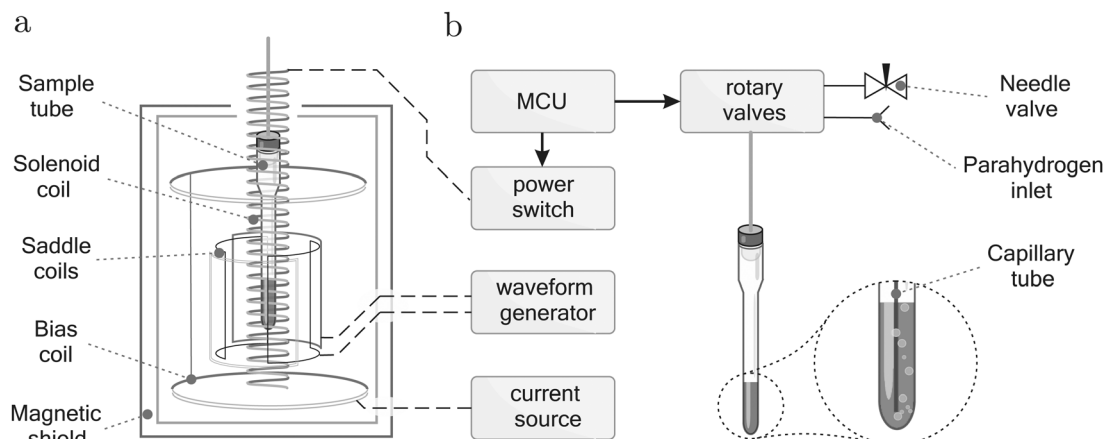 a
b
Sample
tube
Solenoid
coil
Saddle
coils
Bias
coil
Magnetic
shield
MCU
rotary
valves
power
switch
waveform
generator
current
source
Needle
valve
Parahydrogen
inlet
Capillary
tube